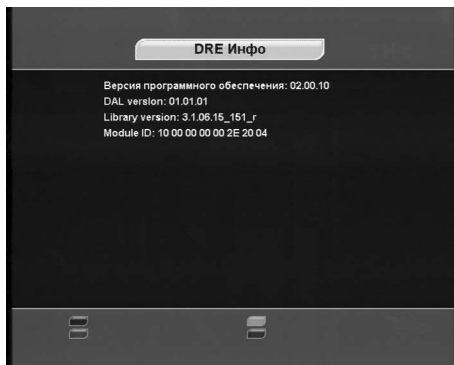 DRE Инфо
Версия программного обеспечения: 02.00.10
DAL version: 01.01.01
Library version: 3.1.06.15_151_r
Module ID: 10 00 00 00 00 2E 20 04